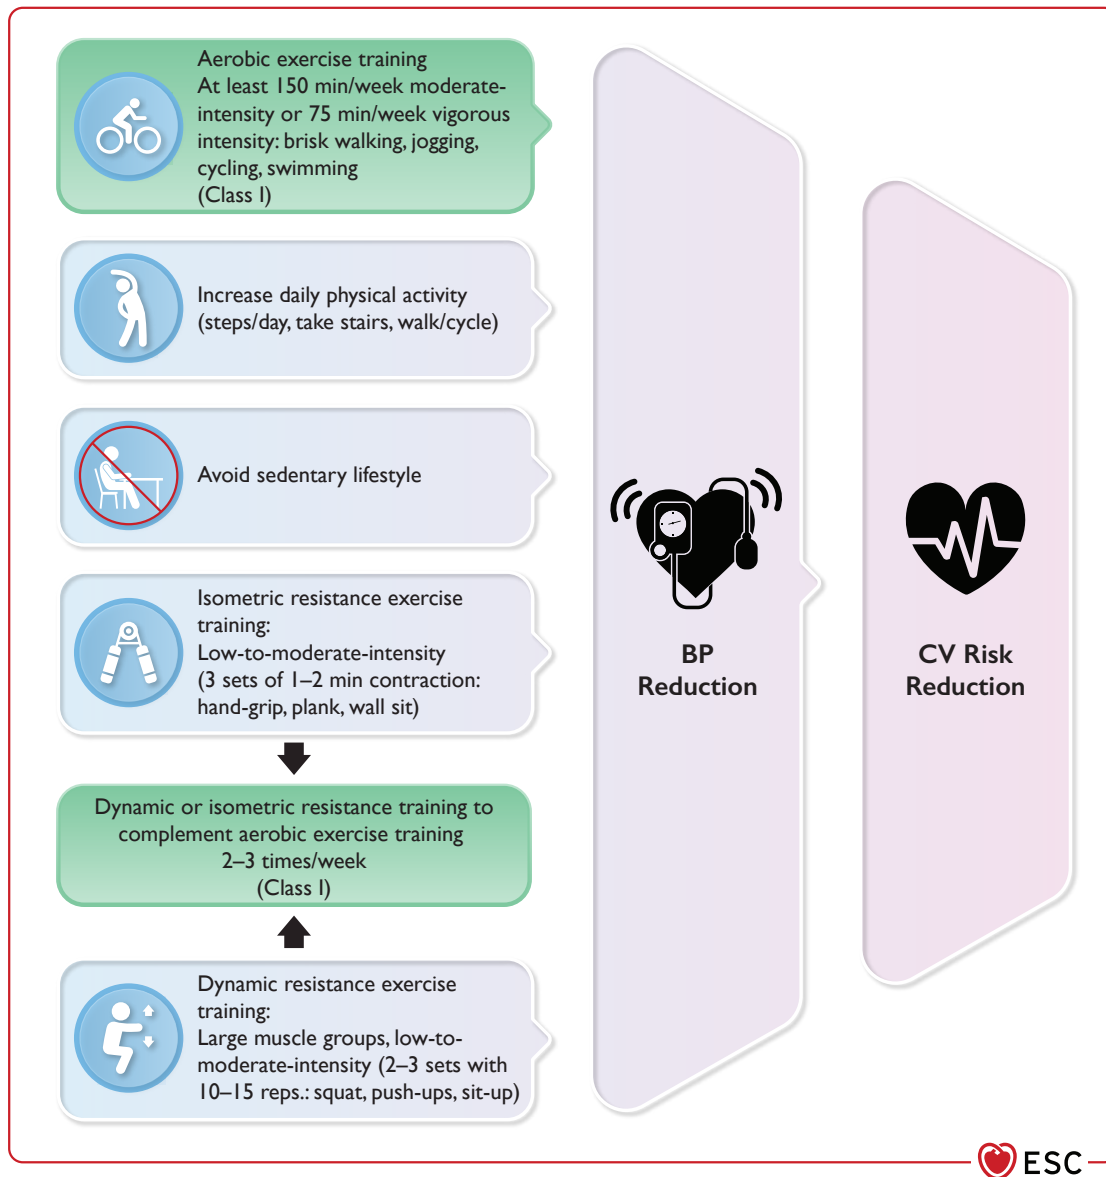 Aerobic exercise training
At least 150 min/week moderate-
intensity or 75 min/week vigorous
intensity: brisk walking, jogging,
cycling, swimming
(Class I)
Increase daily physical activity
(steps/day, take stairs, walk/cycle)
Avoid sedentary lifestyle
Isometric resistance exercise
training:
Low-to-moderate-intensity
(3 sets of 1–2 min contraction:
hand-grip, plank, wall sit)
Dynamic or isometric resistance training to
complement aerobic exercise training
2–3 times/week
(Class I)
Dynamic resistance exercise
training:
Large muscle groups, low-to-
moderate-intensity (2–3 sets with
10–15 reps.: squat, push-ups, sit-up)
BP
Reduction
CV Risk
Reduction
ESC